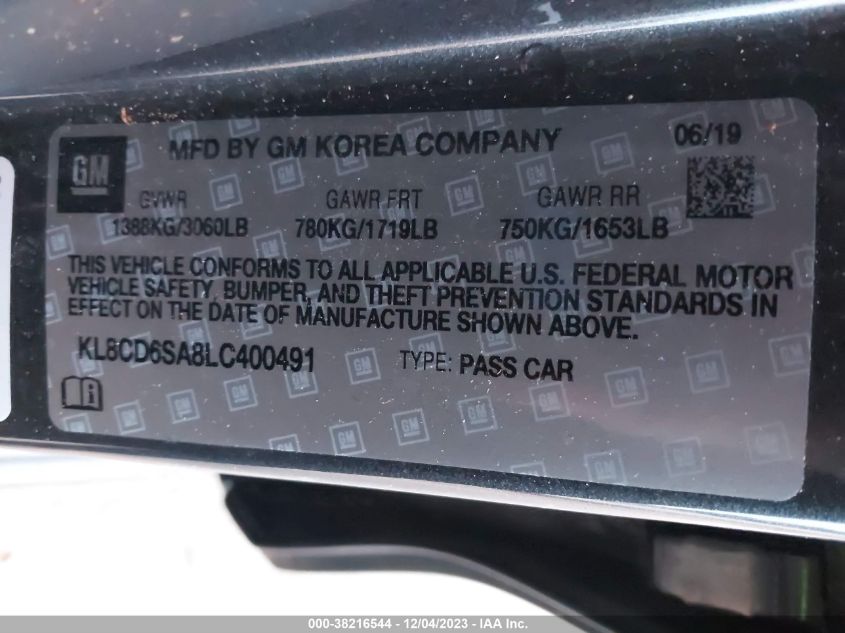 GM
MFD BY GM KOREA COMPANY
06/19
GVWR GAWR FRT GAWR RR
1388KG/3060LB 780KG/1719LB 750KG/1653LB
THIS VEHICLE CONFORMS TO ALL APPLICABLE U.S. FEDERAL MOTOR
VEHICLE SAFETY, BUMPER, AND THEFT PREVENTION STANDARDS IN
EFFECT ON THE DATE OF MANUFACTURE SHOWN ABOVE.
KL8CD6SA8LC400491 TYPE: PASS CAR
000-38216544 - 12/04/2023 - IAA Inc.